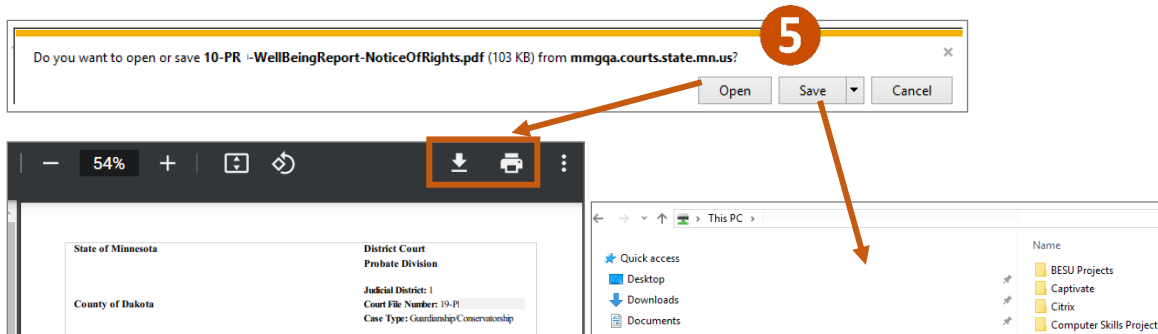 5
Do you want to open or save 10-PR -WellBeingReport-NoticeOfRights.pdf (103 KB) from mmgqa.courts.state.mn.us?
Open Save Cancel
54%
State of Minnesota
District Court
Probate Division
Judicial District: 1
County of Dakota
Court File Number: 19-P
Case Type: Guardianship/Conservatorship
This PC
Quick access
Desktop
Downloads
Documents
Name
BESU Projects
Captivate
Citrix
Computer Skills Project